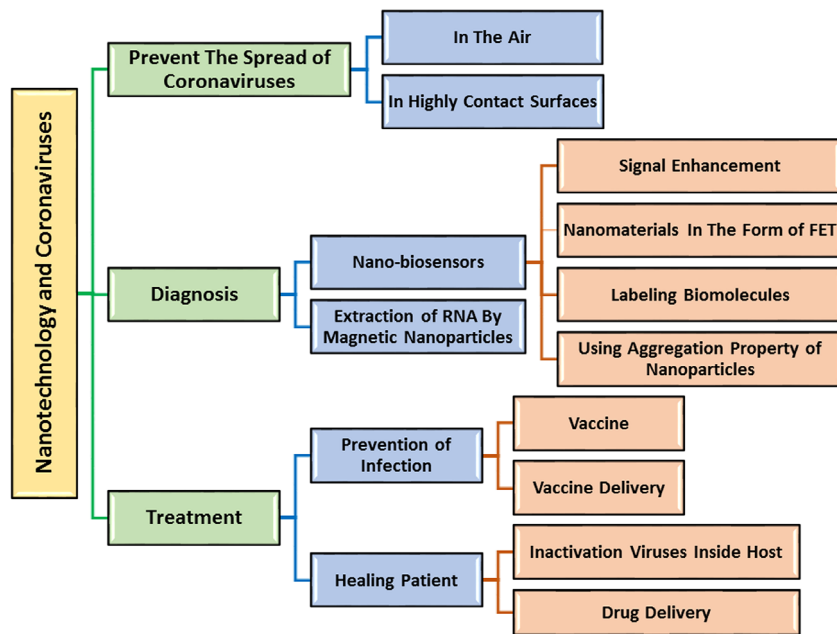 Nanotechnology and Coronaviruses
Prevent The Spread of
Coronaviruses
In The Air
In Highly Contact Surfaces
Diagnosis
Nano-biosensors
Signal Enhancement
Nanomaterials In The Form of FET
Labeling Biomolecules
Using Aggregation Property of
Nanoparticles
Extraction of RNA By
Magnetic Nanoparticles
Treatment
Prevention of
Infection
Vaccine
Vaccine Delivery
Healing Patient
Inactivation Viruses Inside Host
Drug Delivery